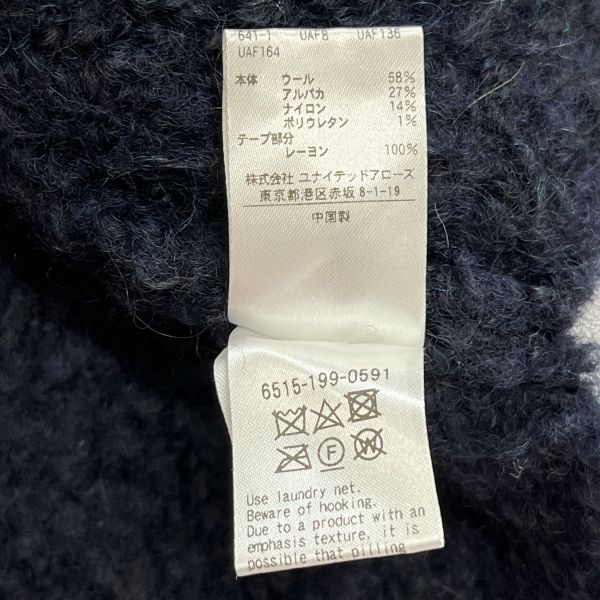 641-1 UAF8 UAF136
UAF164
本体 ウール 58%
アルパカ 27%
ナイロン 14%
ポリウレタン 1%
テープ部分
レーヨン 100%
株式会社 ユナイテッドアローズ
東京都港区赤坂 8-1-19
中国製
6515-199-0591
F W
Use laundry net.
Beware of hooking.
Due to a product with an
emphasis texture, it is
possible that pilling